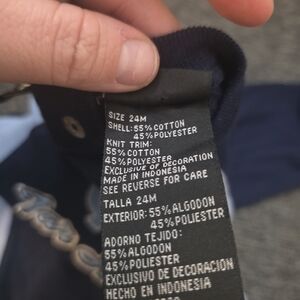 SIZE 24M
SHELL: 55% COTTON
45% POLYESTER
KNIT TRIM:
55% COTTON
45% POLYESTER
EXCLUSIVE OF DECORATION
MADE IN INDONESIA
SEE REVERSE FOR CARE
TALLA 24M
EXTERIOR: 55% ALGODON
45% POLIESTER
ADORNO TEJIDO:
55% ALGODON
45% POLIESTER
EXCLUSIVO DE DECORACION
HECHO EN INDONESIA